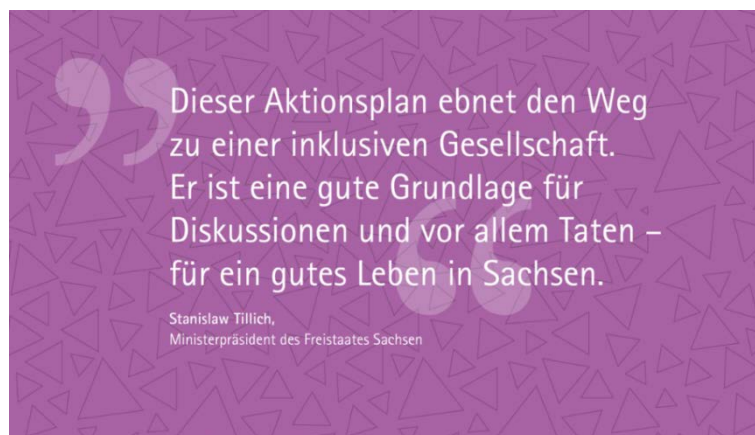 Dieser Aktionsplan ebnet den Weg
zu einer inklusiven Gesellschaft.
Er ist eine gute Grundlage für
Diskussionen und vor allem Taten –
für ein gutes Leben in Sachsen.
Stanislaw Tillich,
Ministerpräsident des Freistaates Sachsen